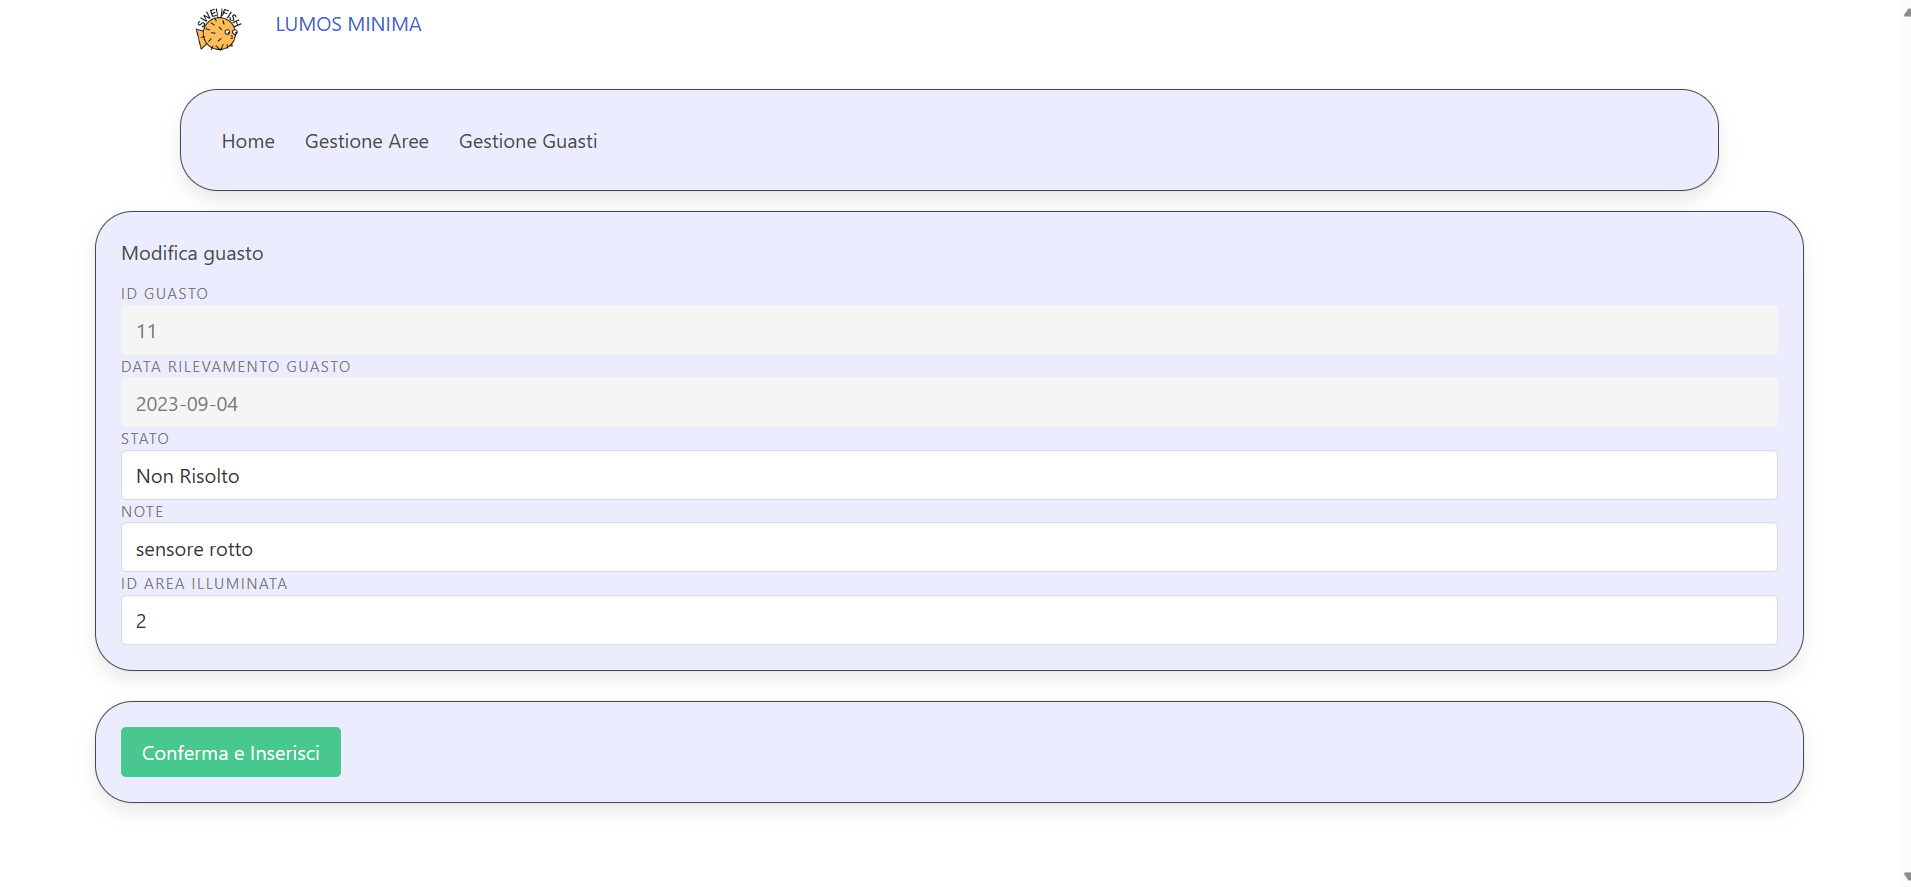 SWEJFISH
LUMOS MINIMA
Home Gestione Aree Gestione Guasti
Modifica guasto
ID GUASTO
11
DATA RILEVAMENTO GUASTO
2023-09-04
STATO
Non Risolto
NOTE
sensore rotto
ID AREA ILLUMINATA
2
Conferma e Inserisci